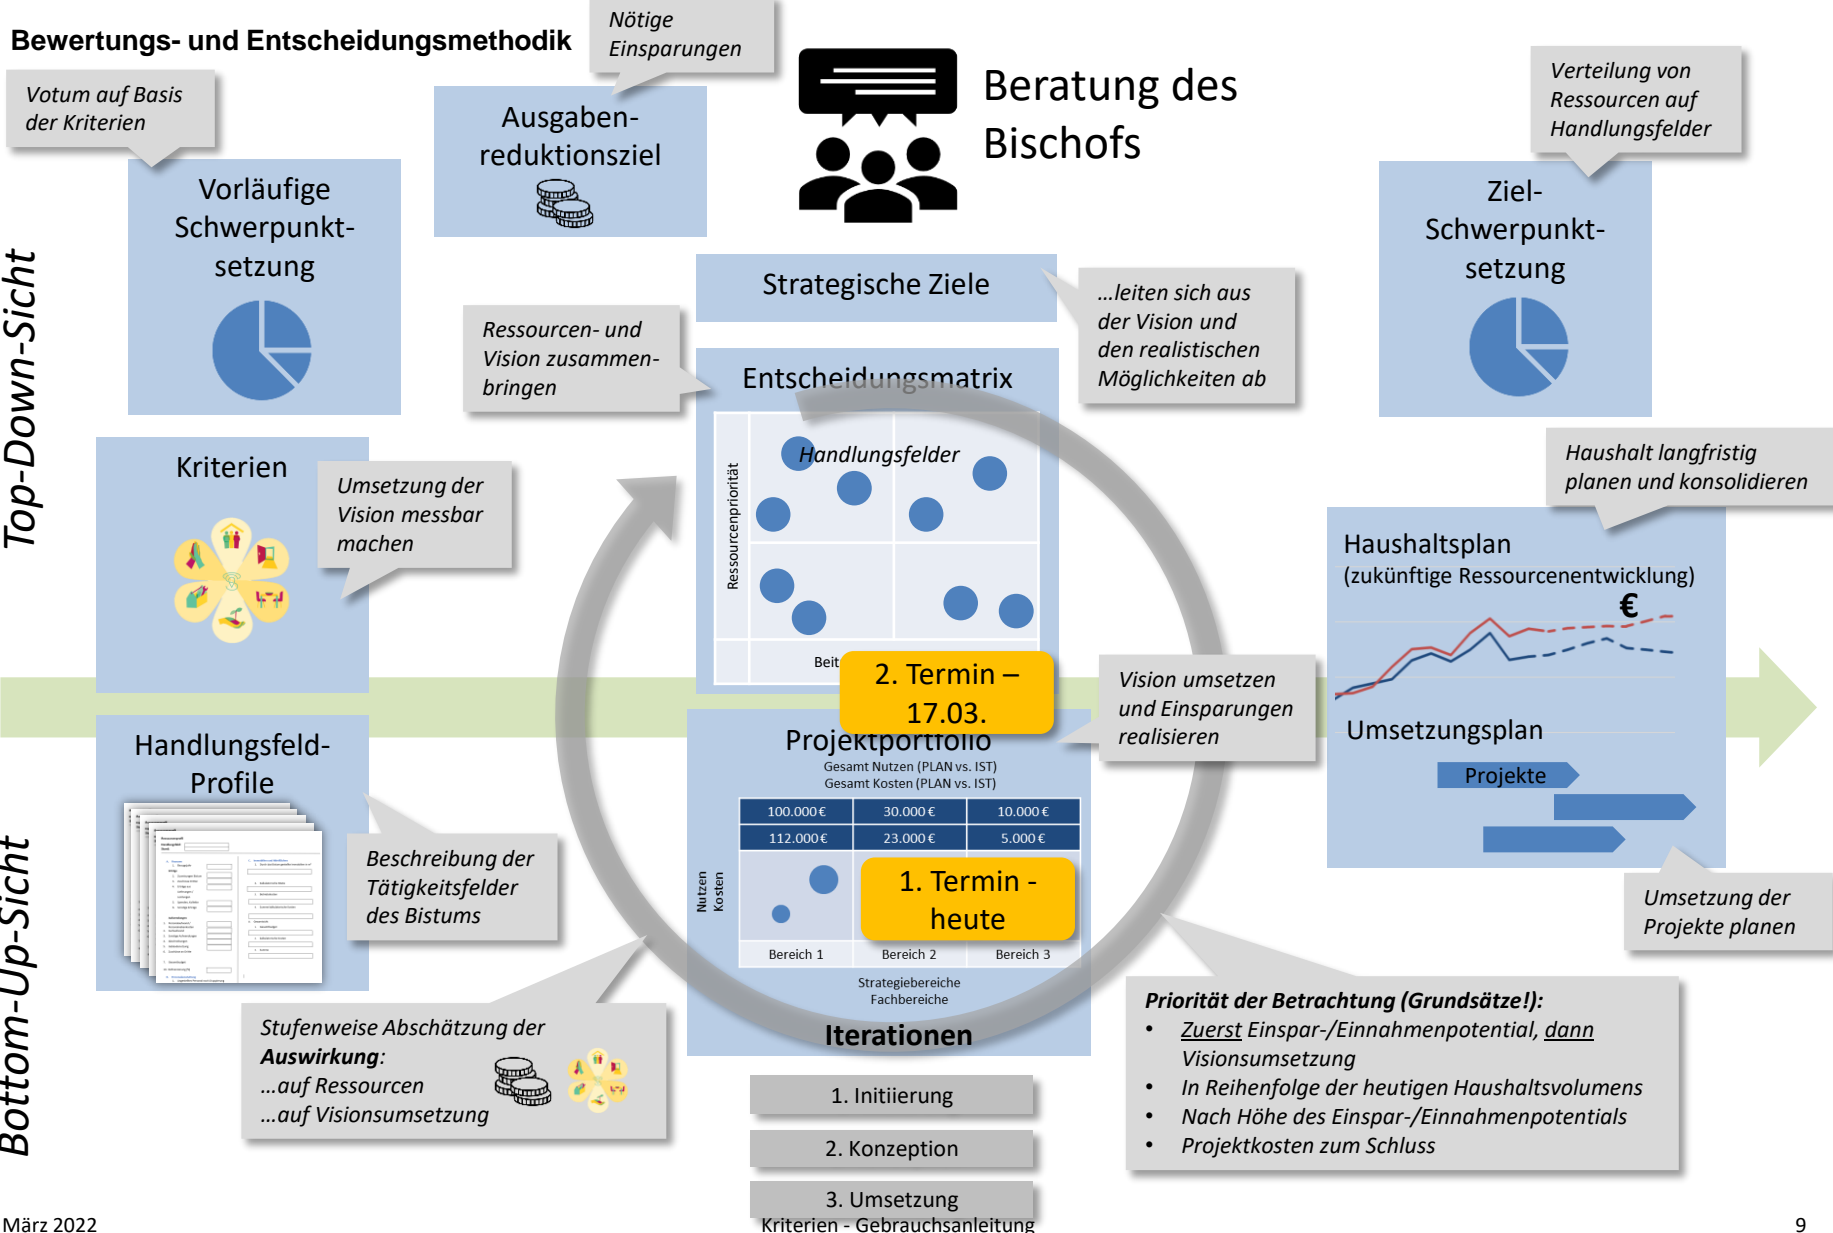 Bewertungs- und Entscheidungsmethodik
Nötige
Einsparungen
Votum auf Basis
der Kriterien
Ausgaben-
reduktionsziel
Beratung des
Bischofs
Verteilung von
Ressourcen auf
Handlungsfelder
Vorläufige
Schwerpunkt-
setzung
Ziel-
Schwerpunkt-
setzung
Top-Down-Sicht
Strategische Ziele
…leiten sich aus
der Vision und
den realistischen
Möglichkeiten ab
Ressourcen- und
Vision zusammen-
bringen
Entscheidungsmatrix
Handlungsfelder
Ressourcenpriorität
Beit
Kriterien
Umsetzung der
Vision messbar
machen
Haushalt langfristig
planen und konsolidieren
Haushaltsplan
(zukünftige Ressourcenentwicklung)
€
2. Termin –
17.03.
Vision umsetzen
und Einsparungen
realisieren
Umsetzungsplan
Projekte
Umsetzung der
Projekte planen
Handlungsfeld-
Profile
Beschreibung der
Tätigkeitsfelder
des Bistums
Bottom-Up-Sicht
Projektportfolio
Gesamt Nutzen (PLAN vs. IST)
Gesamt Kosten (PLAN vs. IST)
100.000 € 30.000 € 10.000 €
112.000 € 23.000 € 5.000 €
Nutzen
Kosten
1. Termin -
heute
Bereich 1 Bereich 2 Bereich 3
Strategiebereiche
Fachbereiche
Iterationen
Stufenweise Abschätzung der
Auswirkung:
…auf Ressourcen
…auf Visionsumsetzung
Priorität der Betrachtung (Grundsätze!):
• Zuerst Einspar-/Einnahmenpotential, dann
Visionsumsetzung
• In Reihenfolge der heutigen Haushaltsvolumens
• Nach Höhe des Einspar-/Einnahmenpotentials
• Projektkosten zum Schluss
1. Initiierung
2. Konzeption
3. Umsetzung
März 2022
Kriterien - Gebrauchsanleitung
9